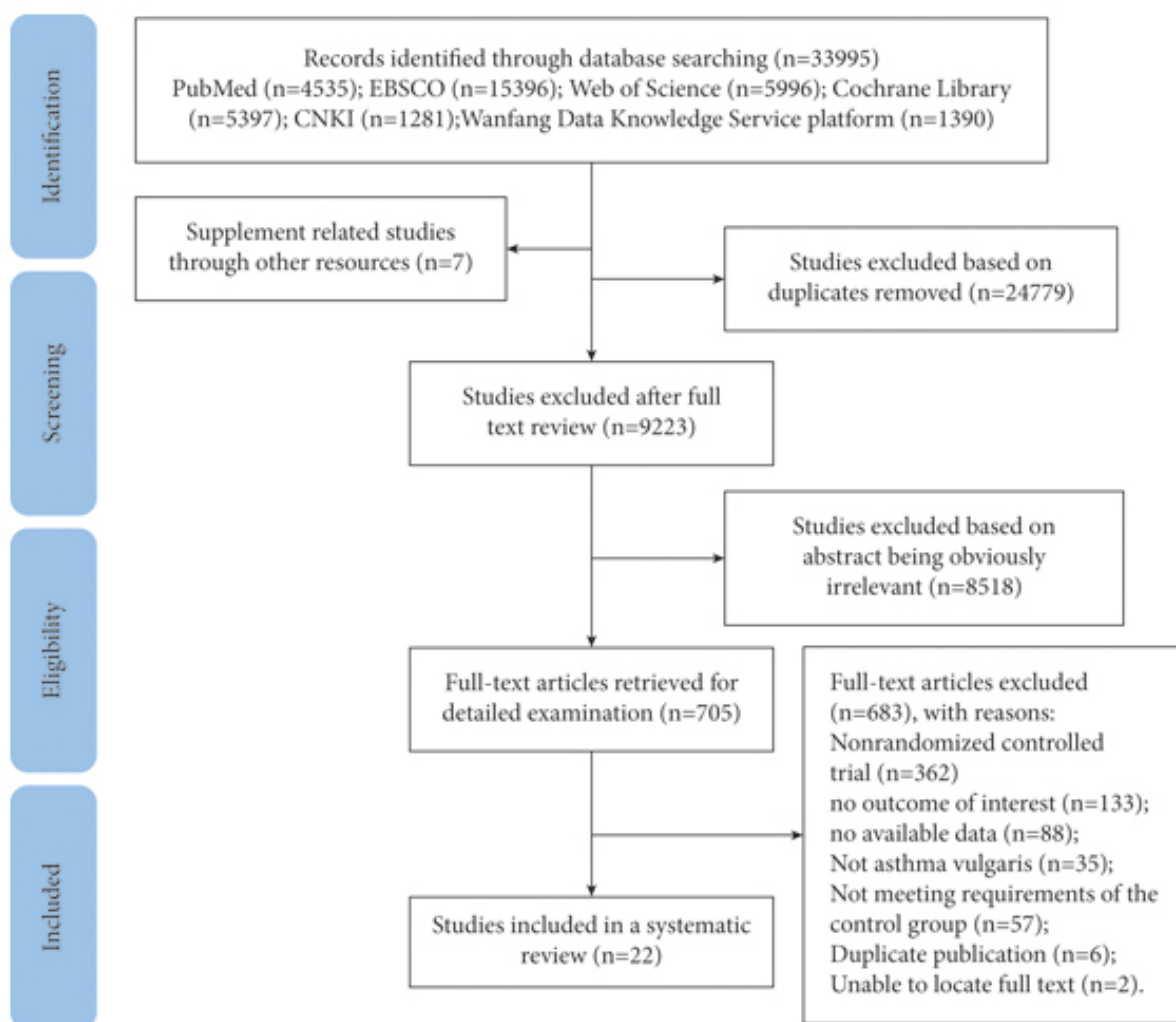 Identification
Records identified through database searching (n=33995)
PubMed (n=4535); EBSCO (n=15396); Web of Science (n=5996); Cochrane Library
(n=5397); CNKI (n=1281);Wanfang Data Knowledge Service platform (n=1390)
Supplement related studies
through other resources (n=7)
Studies excluded based on
duplicates removed (n=24779)
Screening
Studies excluded after full
text review (n=9223)
Studies excluded based on
abstract being obviously
irrelevant (n=8518)
Eligibility
Full-text articles retrieved for
detailed examination (n=705)
Full-text articles excluded
(n=683), with reasons:
Nonrandomized controlled
trial (n=362)
no outcome of interest (n=133);
no available data (n=88);
Not asthma vulgaris (n=35);
Not meeting requirements of the
control group (n=57);
Duplicate publication (n=6);
Unable to locate full text (n=2).
Included
Studies included in a systematic
review (n=22)